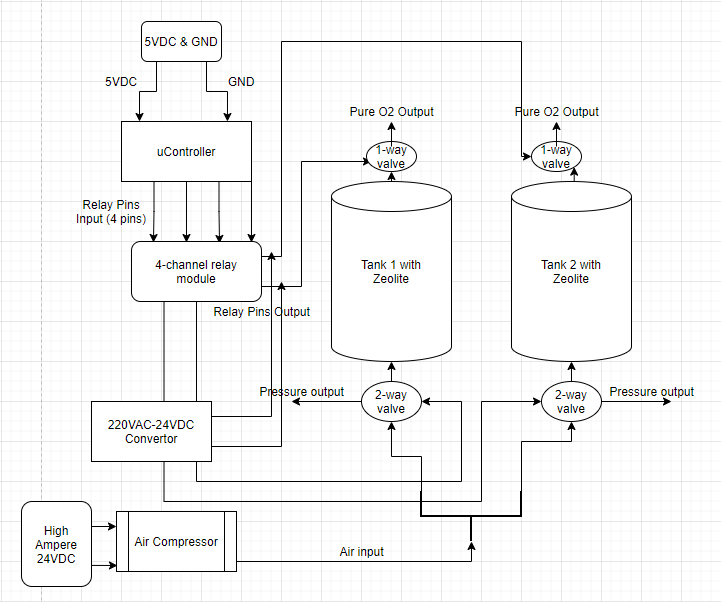 5VDC & GND
5VDC
GND
Pure O2 Output
Pure O2 Output
uController
1-way
valve
1-way
valve
Relay Pins
Input (4 pins)
4-channel relay
module
Tank 1 with
Zeolite
Tank 2 with
Zeolite
Relay Pins Output
Pressure output
2-way
valve
2-way
valve
Pressure output
220VAC-24VDC
Convertor
High
Ampere
24VDC
Air Compressor
Air input